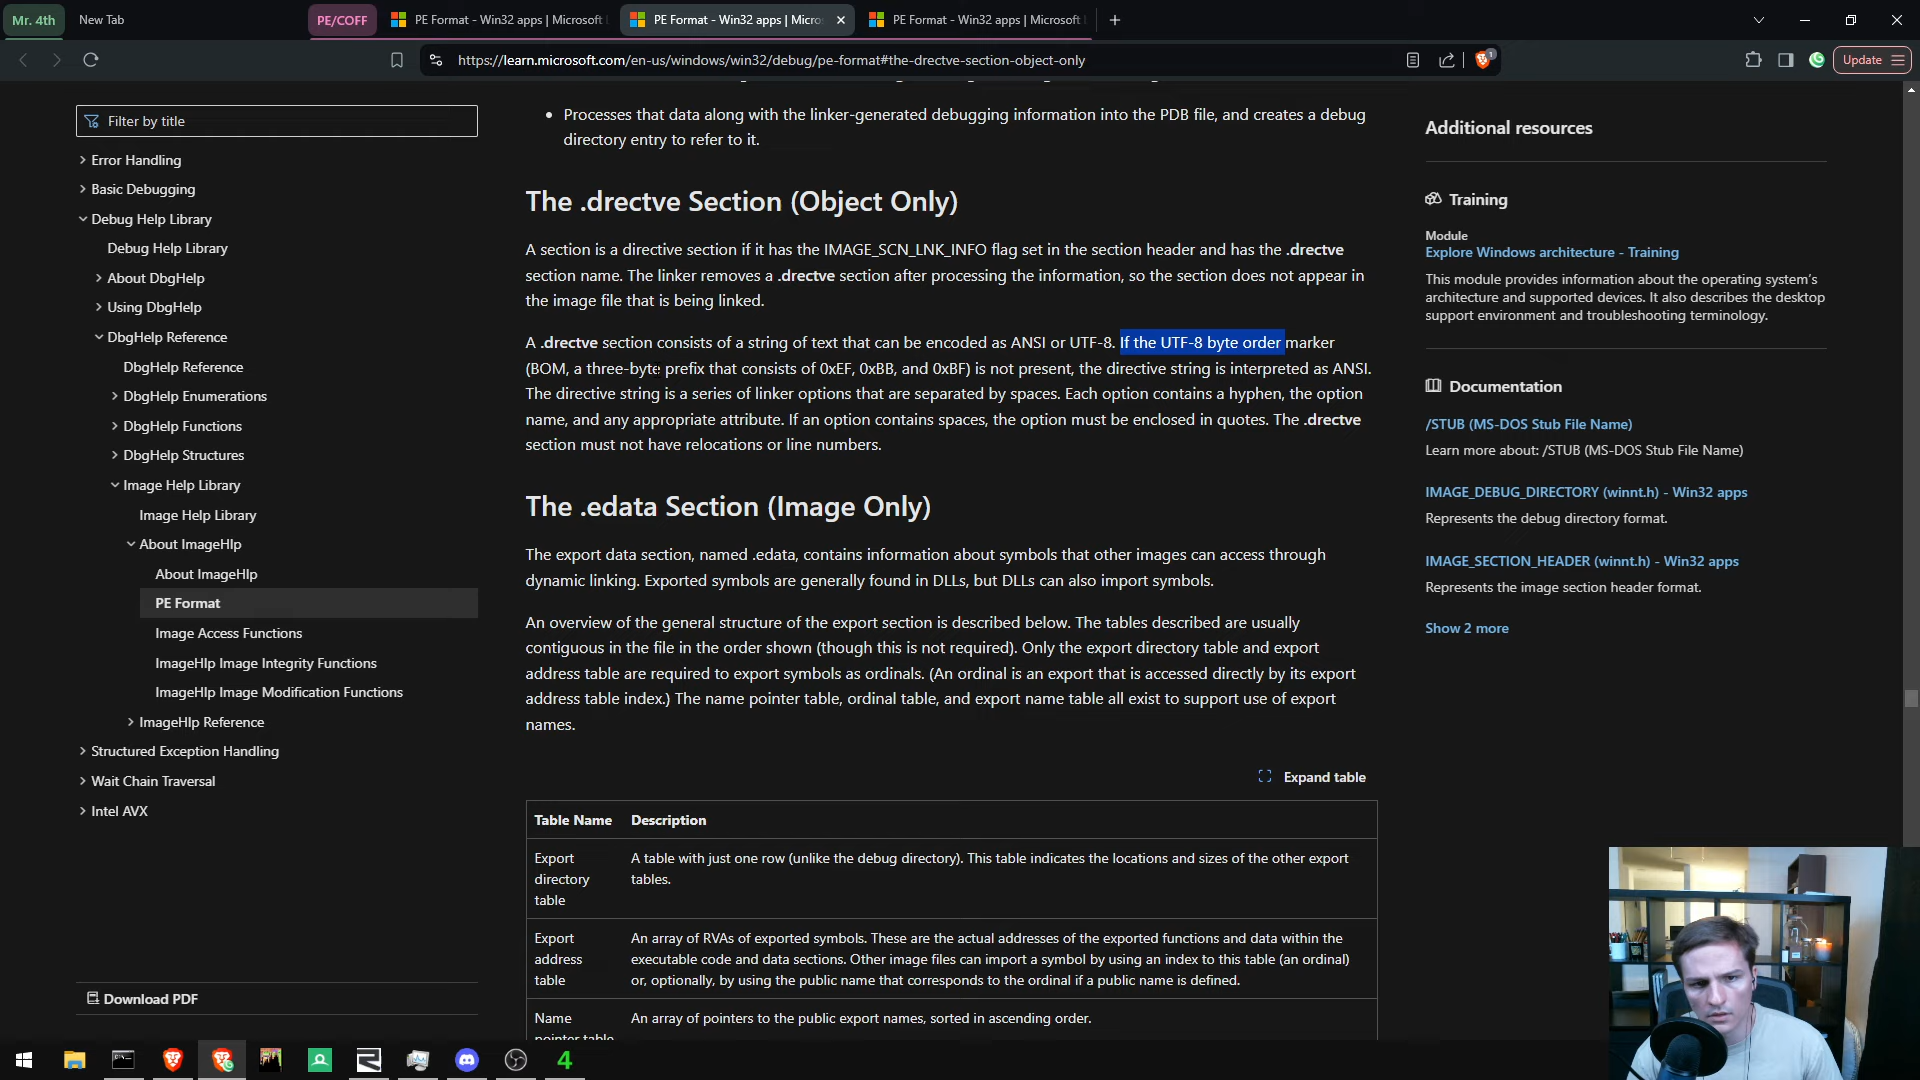 Mr. 4th
New Tab
PE/COFF
PE Format - Win32 apps | Microsoft L
PE Format - Win32 apps | Micros
PE Format - Win32 apps | Microsoft L
https://learn.microsoft.com/en-us/windows/win32/debug/pe-format#the-drectve-section-object-only
1
Update
Filter by title
Error Handling
Basic Debugging
Debug Help Library
Debug Help Library
About DbgHelp
Using DbgHelp
DbgHelp Reference
DbgHelp Reference
DbgHelp Enumerations
DbgHelp Functions
DbgHelp Structures
Image Help Library
Image Help Library
About ImageHlp
About ImageHlp
PE Format
Image Access Functions
ImageHlp Image Integrity Functions
ImageHlp Image Modification Functions
ImageHlp Reference
Structured Exception Handling
Wait Chain Traversal
Intel AVX
Download PDF
Processes that data along with the linker-generated debugging information into the PDB file, and creates a debug
directory entry to refer to it.
The .drectve Section (Object Only)
A section is a directive section if it has the IMAGE_SCN_LNK_INFO flag set in the section header and has the .drectve
section name. The linker removes a .drectve section after processing the information, so the section does not appear in
the image file that is being linked.
A .drectve section consists of a string of text that can be encoded as ANSI or UTF-8. If the UTF-8 byte order marker
(BOM, a three-byte prefix that consists of 0xEF, 0xBB, and 0xBF) is not present, the directive string is interpreted as ANSI.
The directive string is a series of linker options that are separated by spaces. Each option contains a hyphen, the option
name, and any appropriate attribute. If an option contains spaces, the option must be enclosed in quotes. The .drectve
section must not have relocations or line numbers.
The .edata Section (Image Only)
The export data section, named .edata, contains information about symbols that other images can access through
dynamic linking. Exported symbols are generally found in DLLs, but DLLs can also import symbols.
An overview of the general structure of the export section is described below. The tables described are usually
contiguous in the file in the order shown (though this is not required). Only the export directory table and export
address table are required to export symbols as ordinals. (An ordinal is an export that is accessed directly by its export
address table index.) The name pointer table, ordinal table, and export name table all exist to support use of export
names.
Expand table
Table Name Description
Export
directory
table
A table with just one row (unlike the debug directory). This table indicates the locations and sizes of the other export
tables.
Export
address
table
An array of RVAs of exported symbols. These are the actual addresses of the exported functions and data within the
executable code and data sections. Other image files can import a symbol by using an index to this table (an ordinal)
or, optionally, by using the public name that corresponds to the ordinal if a public name is defined.
Name
pointer table
An array of pointers to the public export names, sorted in ascending order.
Additional resources
Training
Module
Explore Windows architecture - Training
This module provides information about the operating system's
architecture and supported devices. It also describes the desktop
support environment and troubleshooting terminology.
Documentation
/STUB (MS-DOS Stub File Name)
Learn more about: /STUB (MS-DOS Stub File Name)
IMAGE_DEBUG_DIRECTORY (winnt.h) - Win32 apps
Represents the debug directory format.
IMAGE_SECTION_HEADER (winnt.h) - Win32 apps
Represents the image section header format.
Show 2 more
4